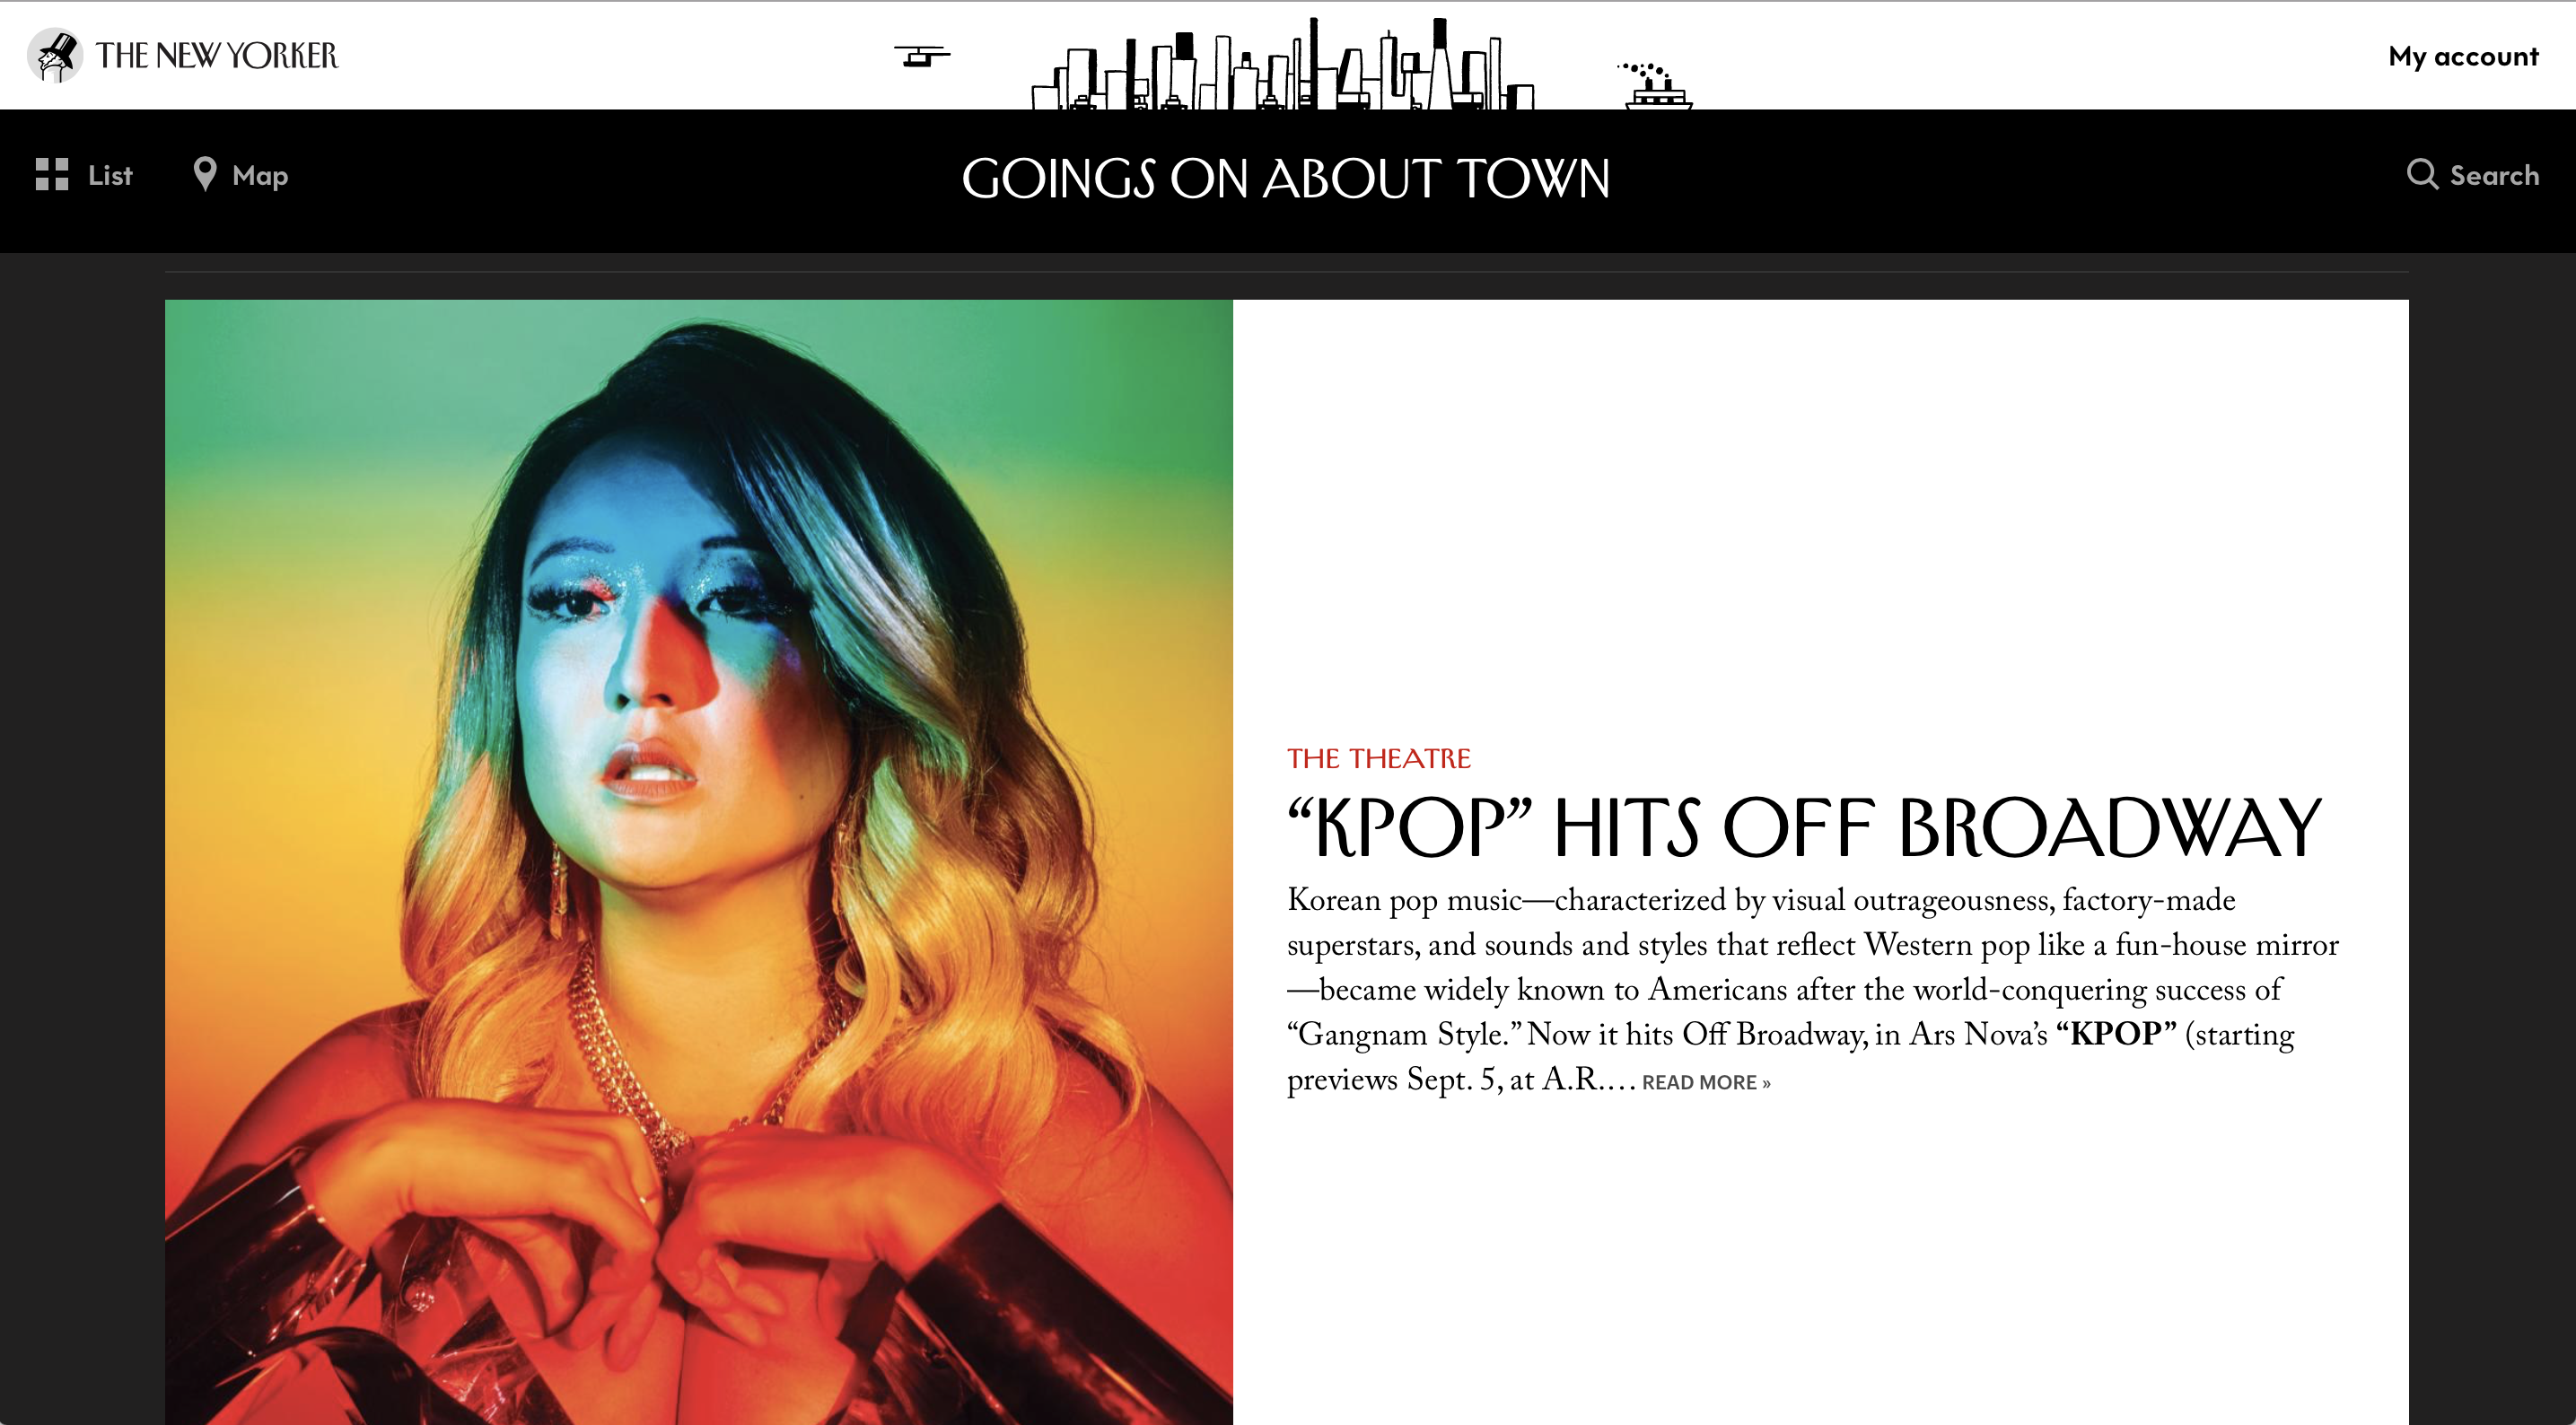 THE NEW YORKER
My account
List
Map
GOINGS ON ABOUT TOWN
Search
THE THEATRE
“KPOP” HITS OFF BROADWAY
Korean pop music—characterized by visual outrageousness, factory-made
superstars, and sounds and styles that reflect Western pop like a fun-house mirror
—became widely known to Americans after the world-conquering success of
“Gangnam Style.” Now it hits Off Broadway, in Ars Nova’s “KPOP” (starting
previews Sept. 5, at A.R.… READ MORE »